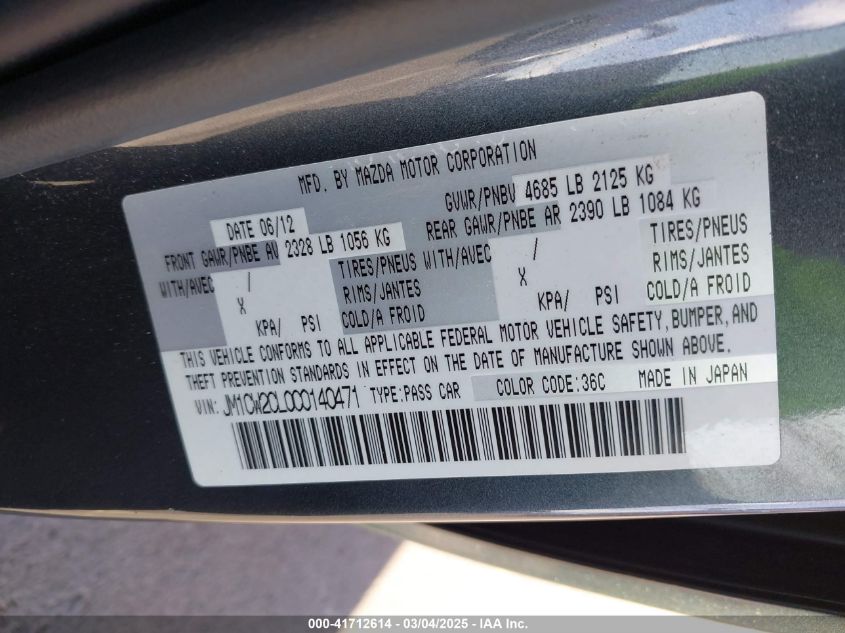 MFD. BY MAZDA MOTOR CORPORATION
DATE 06/12 GVWR/PNBV 4685 LB 2125 KG
FRONT GAWR/PNBE AV 2328 LB 1056 KG REAR GAWR/PNBE AR 2390 LB 1084 KG
WITH/AVEC / TIRES/PNEUS WITH/AVEC / TIRES/PNEUS
X RIMS/JANTES X RIMS/JANTES
KPA/ PSI COLD/A FROID KPA/ PSI COLD/A FROID
THIS VEHICLE CONFORMS TO ALL APPLICABLE FEDERAL MOTOR VEHICLE SAFETY, BUMPER, AND
THEFT PREVENTION STANDARDS IN EFFECT ON THE DATE OF MANUFACTURE SHOWN ABOVE.
VIN: JM1CW2CL0C0140471 TYPE:PASS CAR COLOR CODE:36C MADE IN JAPAN
000-41712614 - 03/04/2025 - IAA Inc.